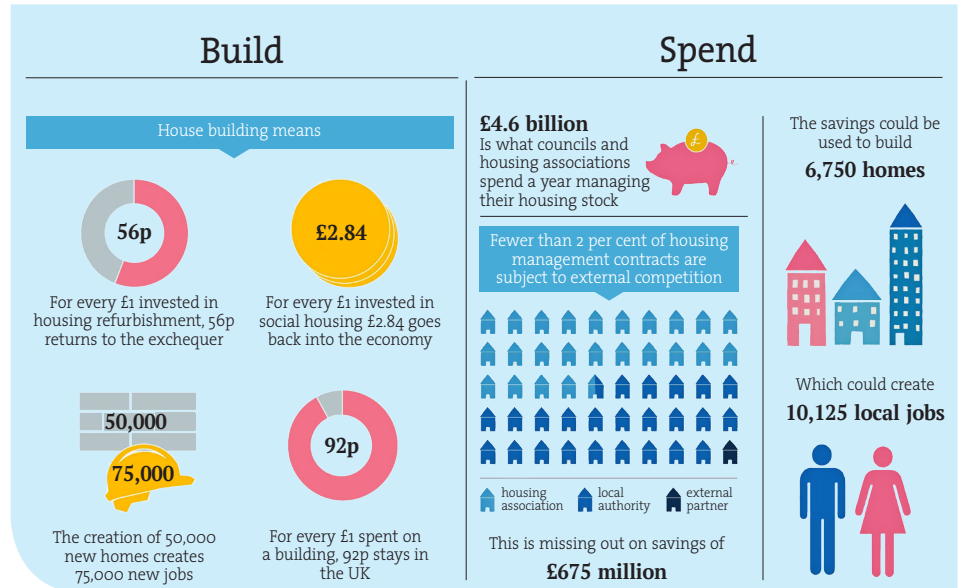 Build
House building means
56p
For every £1 invested in
housing refurbishment, 56p
returns to the exchequer
£2.84
For every £1 invested in
social housing £2.84 goes
back into the economy
50,000
75,000
The creation of 50,000
new homes creates
75,000 new jobs
92p
For every £1 spent on
a building, 92p stays in
the UK
Spend
£4.6 billion
Is what councils and
housing associations
spend a year managing
their housing stock
£
Fewer than 2 per cent of housing
management contracts are
subject to external competition
housing
association
local
authority
external
partner
This is missing out on savings of
£675 million
The savings could be
used to build
6,750 homes
Which could create
10,125 local jobs